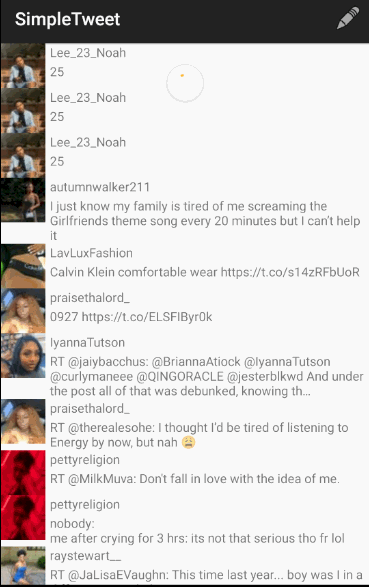 SimpleTweet
Lee_23_Noah
25
Lee_23_Noah
25
Lee_23_Noah
25
autumnwalker211
I just know my family is tired of me screaming the
Girlfriends theme song every 20 minutes but I can't help
it
LavLuxFashion
Calvin Klein comfortable wear https://t.co/s14zRFbUoR
praisethalord_
0927 https://t.co/ELSFIByr0k
IyannaTutson
RT @jaiybacchus: @BriannaAtiock @IyannaTutson
@curlymaneee @QINGORACLE @jesterblkwd And under
the post all of that was debunked, knowing th…
praisethalord_
RT @therealesohe: I thought I'd be tired of listening to
Energy by now, but nah 😩
pettyreligion
RT @MilkMuva: Don't fall in love with the idea of me.
pettyreligion
nobody:
me after crying for 3 hrs: its not that serious tho fr lol
raystewart__
RT @JaLisaEVaughn: This time last year... boy was I in a